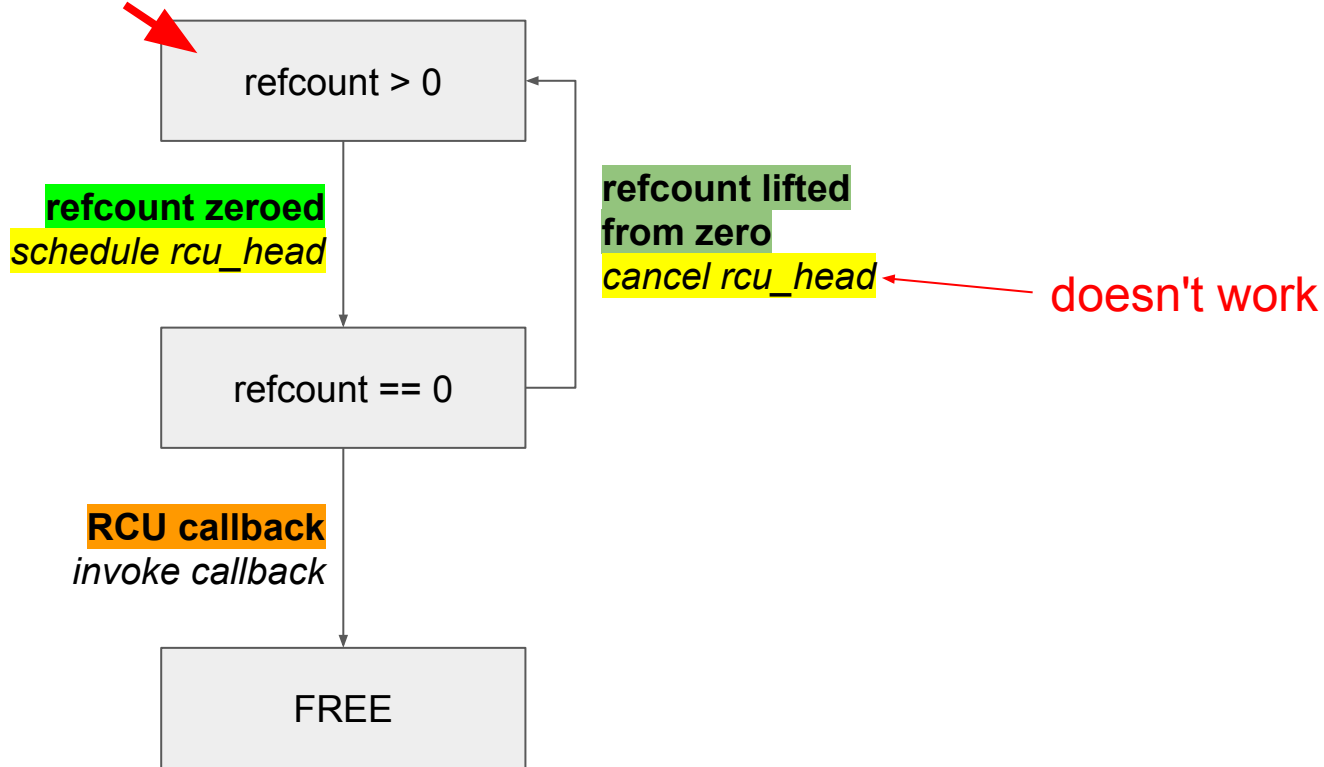 refcount > 0
refcount zeroed
schedule rcu_head
refcount lifted
from zero
cancel rcu_head
doesn't work
refcount == 0
RCU callback
invoke callback
FREE